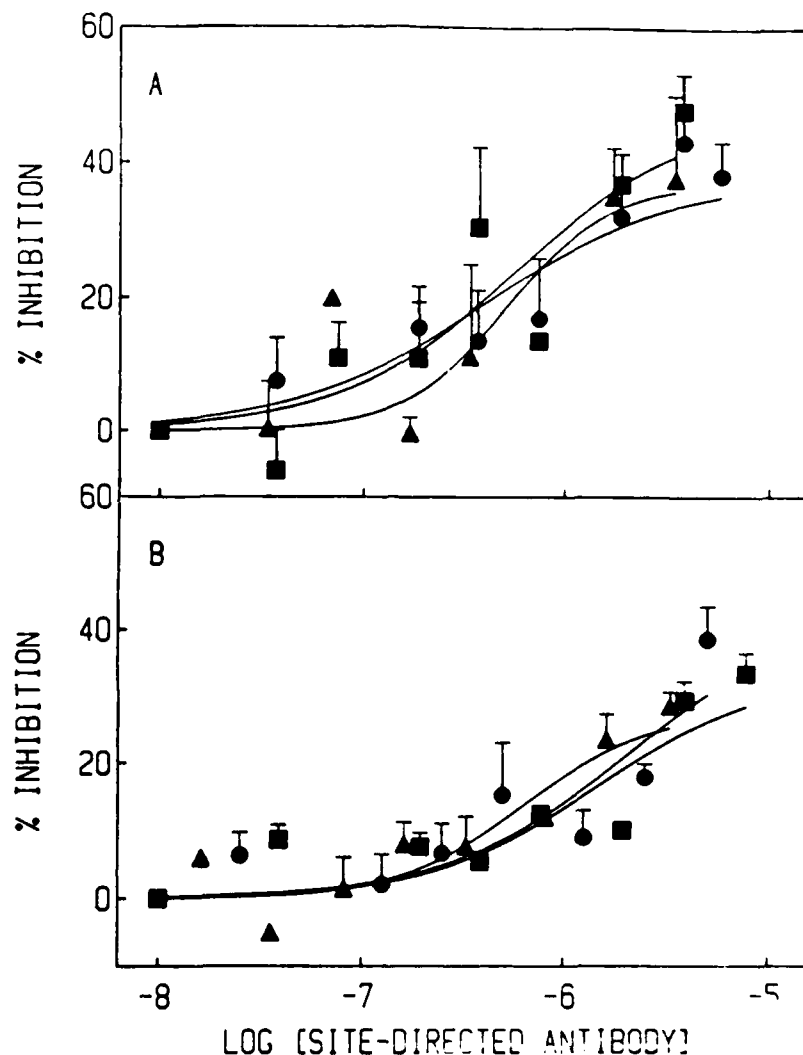 60
A
40
20
0
% INHIBITION
60
B
40
20
0
% INHIBITION
-8 -7 -6 -5
LOG [SITE-DIRECTED ANTIBODY]